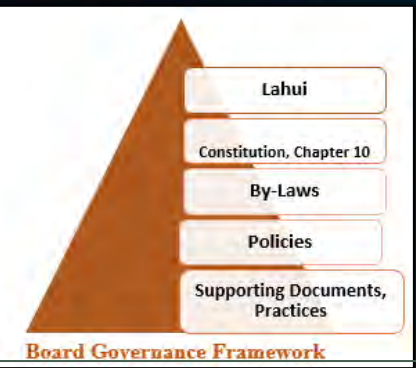 Lahui
Constitution, Chapter 10
By-Laws
Policies
Supporting Documents,
Practices
Board Governance Framework